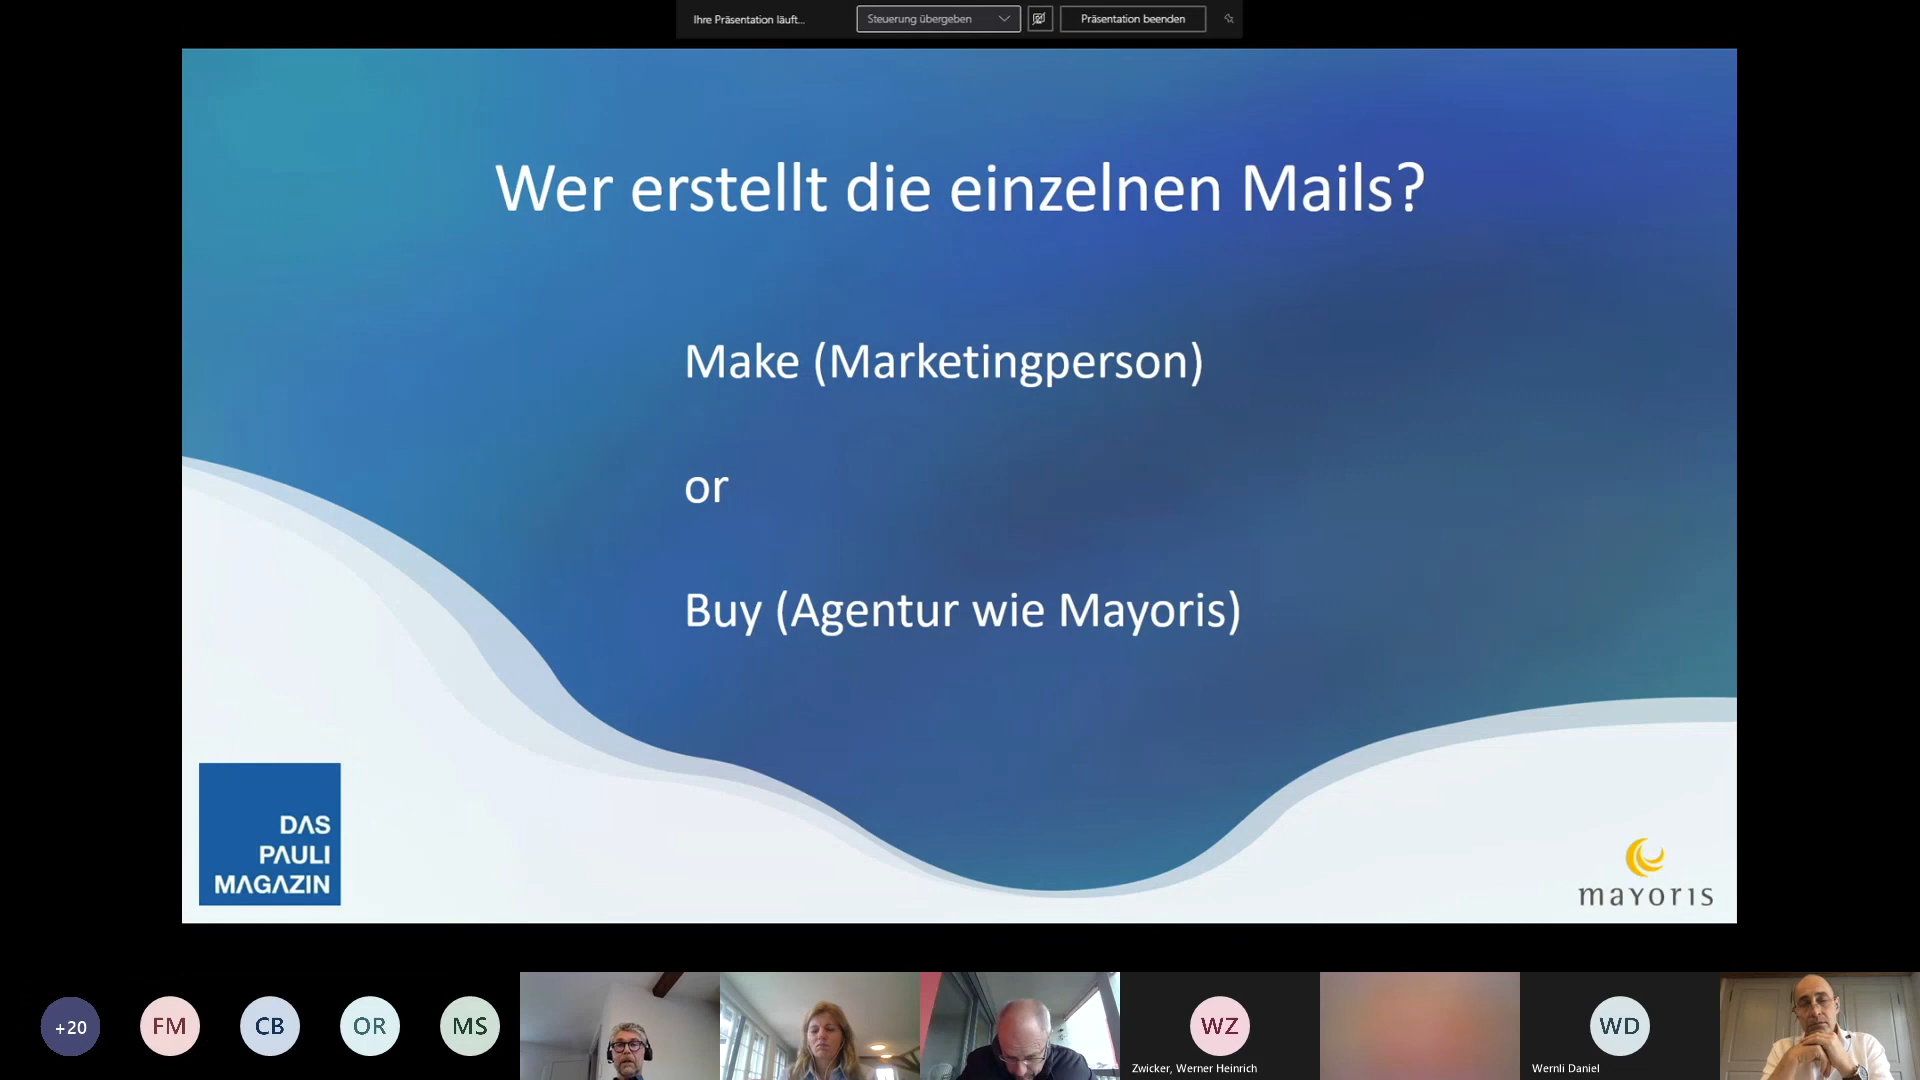 Ihre Präsentation läuft...
Steuerung übergeben
Präsentation beenden
Wer erstellt die einzelnen Mails?
Make (Marketingperson)
or
Buy (Agentur wie Mayoris)
DAS
PAULI
MAGAZIN
mayoris
+20
FM
CB
OR
MS
WZ
Zwicker, Werner Heinrich
WD
Wernli Daniel